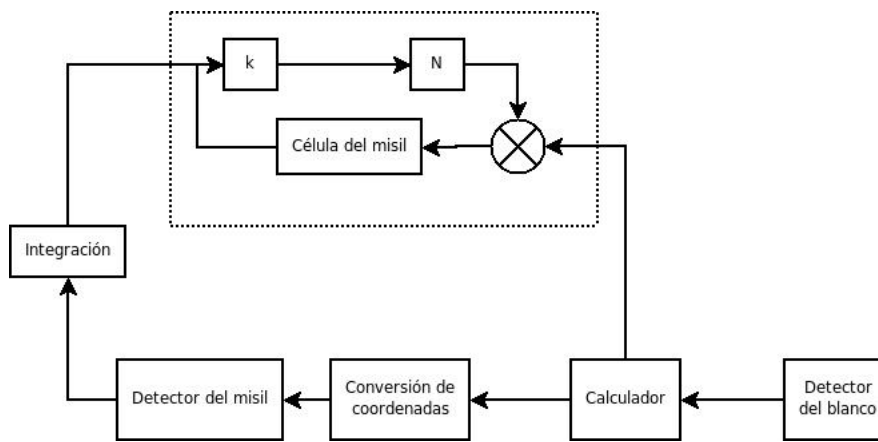 k
N
Célula del misil
Integración
Detector del misil
Conversión de
coordenadas
Calculador
Detector
del blanco